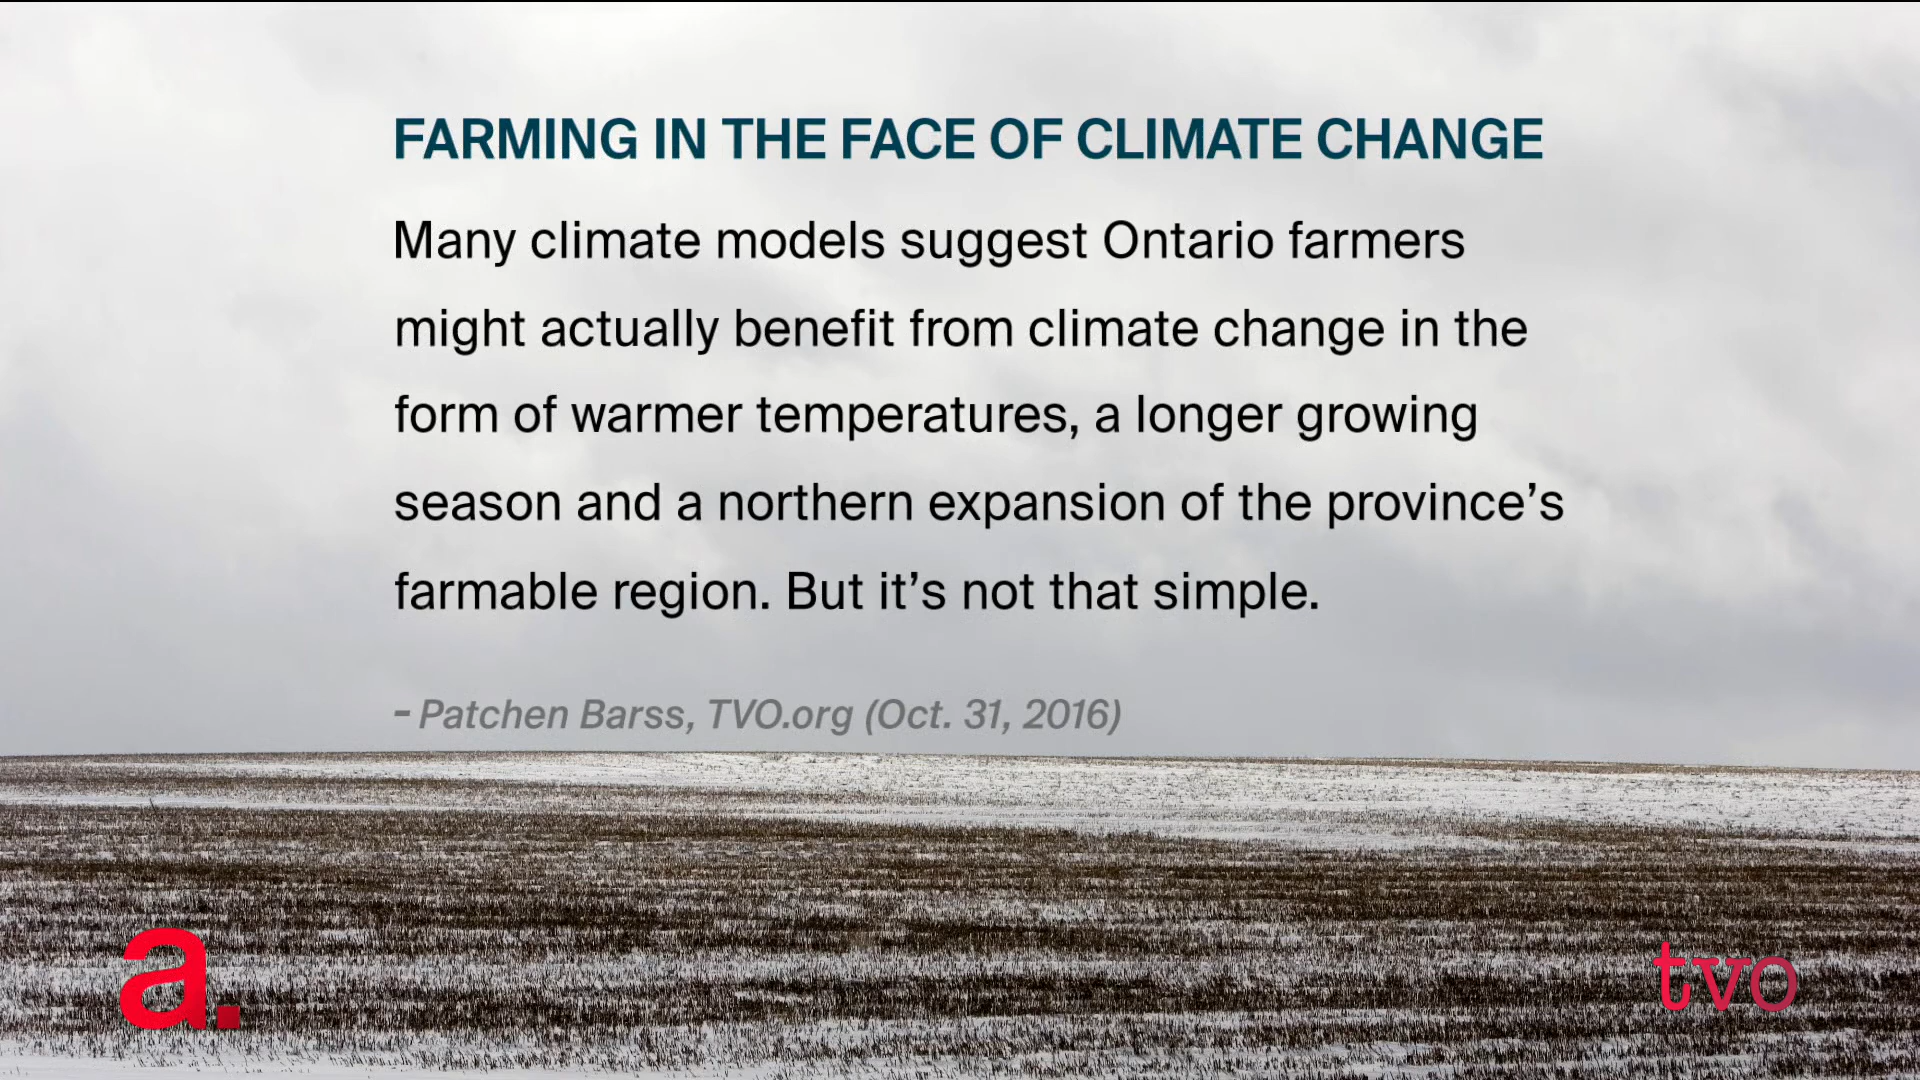 FARMING IN THE FACE OF CLIMATE CHANGE
Many climate models suggest Ontario farmers
might actually benefit from climate change in the
form of warmer temperatures, a longer growing
season and a northern expansion of the province’s
farmable region. But it’s not that simple.
- Patchen Barss, TVO.org (Oct. 31, 2016)
a.
tvo